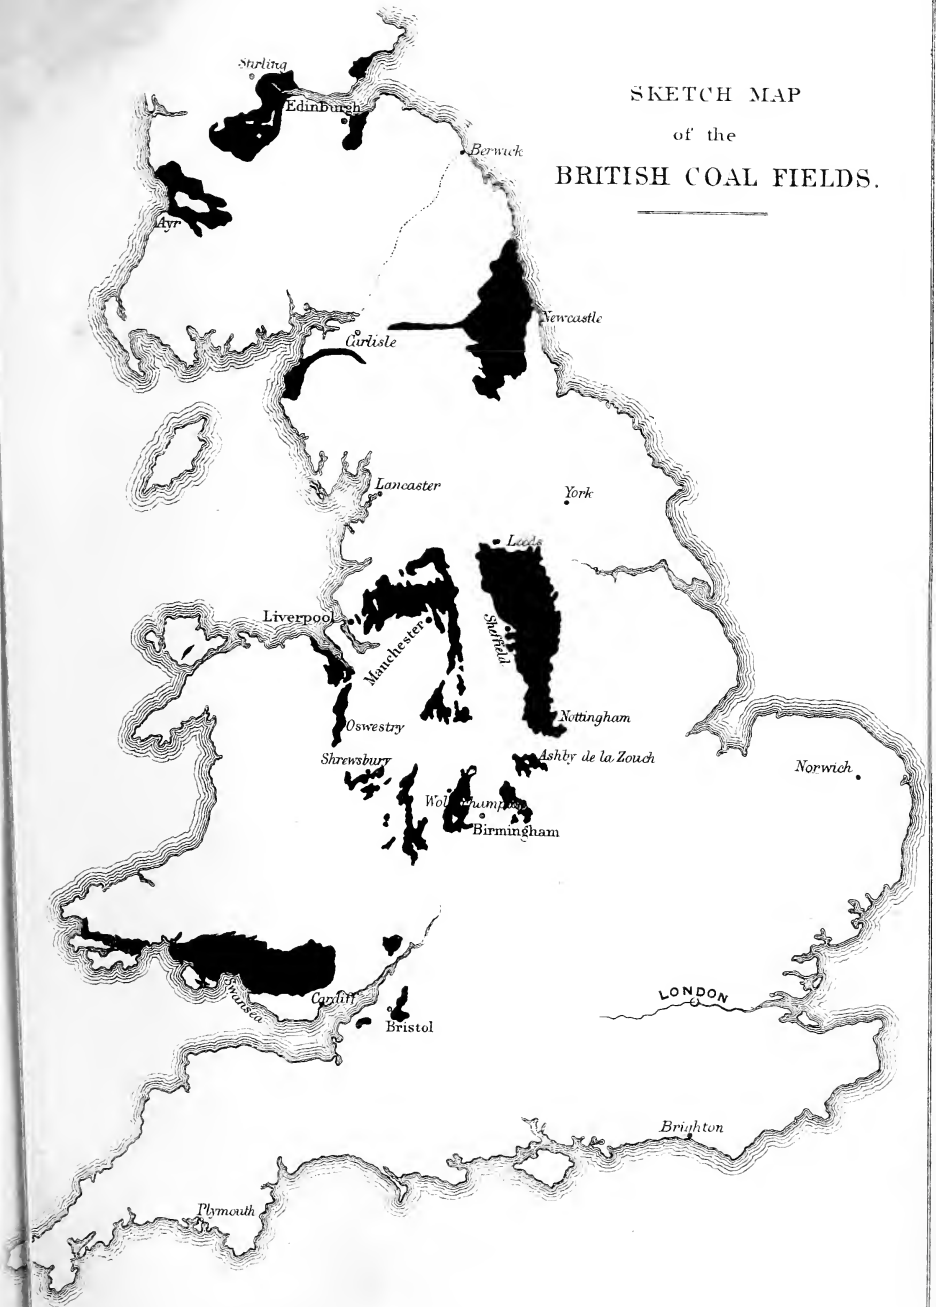 SKETCH MAP
of the
BRITISH COAL FIELDS.
Stirling
Edinburgh
Berwick
Ayr
Newcastle
Carlisle
Lancaster
York
Leeds
Liverpool
Manchester
Sheffield
Nottingham
Oswestry
Shrewsbury
Ashby de la Zouch
Norwich
Birmingham
LONDON
Swansea
Cardiff
Bristol
Brighton
Plymouth